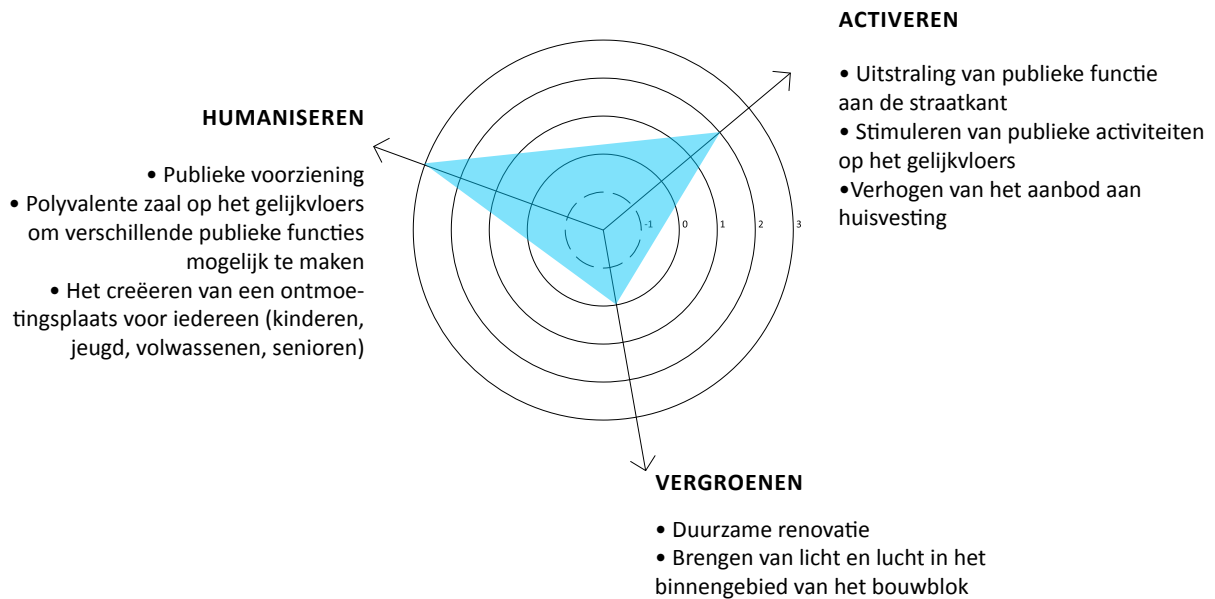 HUMANISEREN
• Publieke voorziening
• Polyvalente zaal op het gelijkvloers
om verschillende publieke functies
mogelijk te maken
• Het creëeren van een ontmoe-
tingsplaats voor iedereen (kinderen,
jeugd, volwassenen, senioren)
-1 0 1 2 3
ACTIVEREN
• Uitstraling van publieke functie
aan de straatkant
• Stimuleren van publieke activiteiten
op het gelijkvloers
•Verhogen van het aanbod aan
huisvesting
VERGROENEN
• Duurzame renovatie
• Brengen van licht en lucht in het
binnengebied van het bouwblok